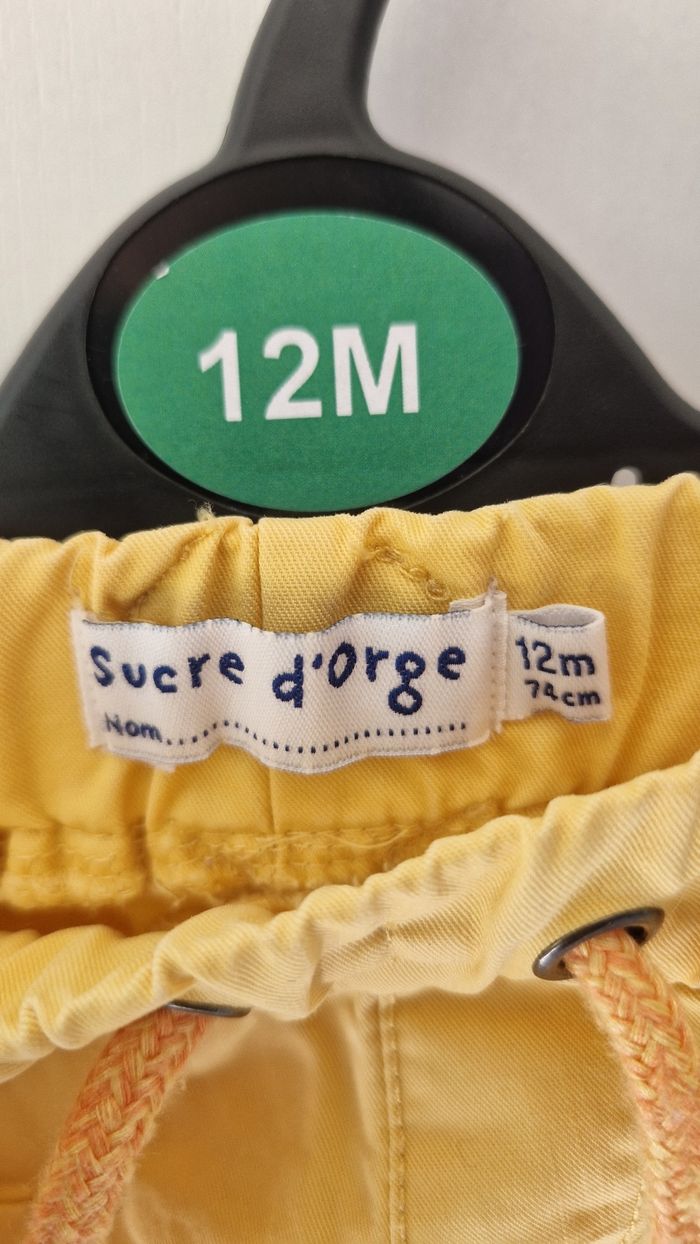 12M
Sucre d'Orge
Nom......................................
12m
74cm